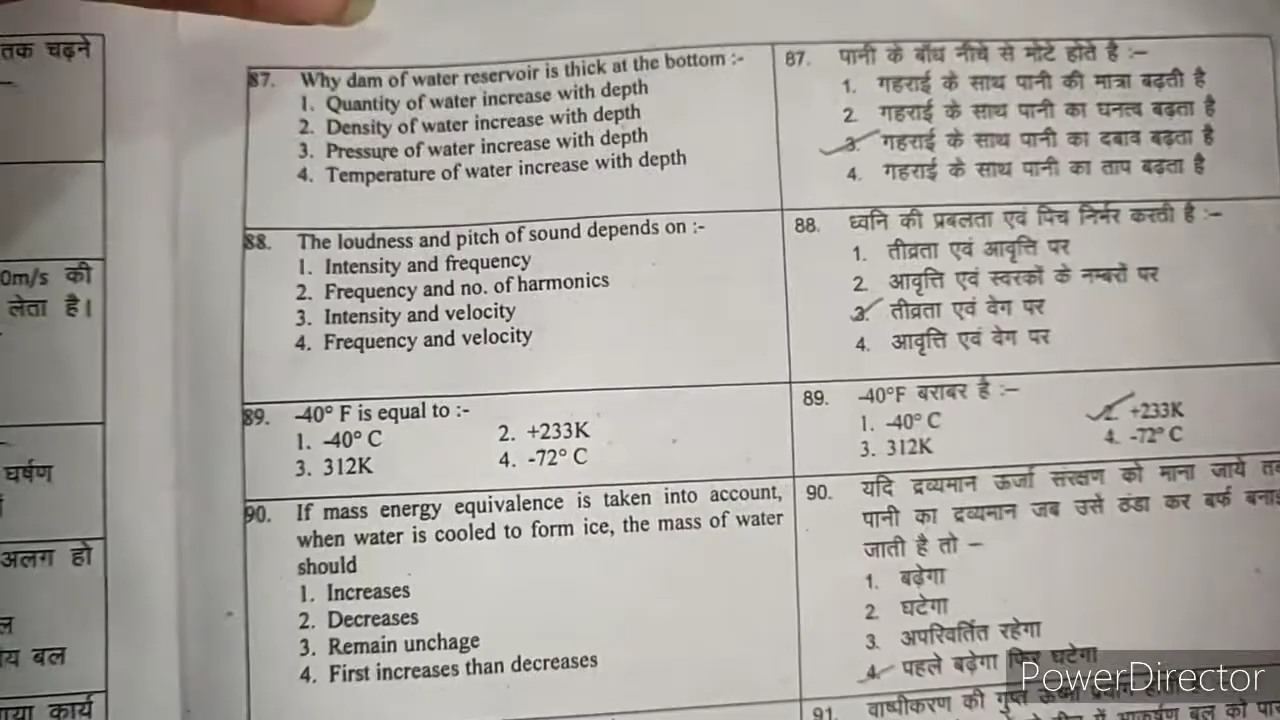 तक चढ़ने
0m/s की
लेता है।
घर्षण
अलग हो
ल
य बल
गया कार्य
87. Why dam of water reservoir is thick at the bottom :-
1. Quantity of water increase with depth
2. Density of water increase with depth
3. Pressure of water increase with depth
4. Temperature of water increase with depth
88. The loudness and pitch of sound depends on :-
1. Intensity and frequency
2. Frequency and no. of harmonics
3. Intensity and velocity
4. Frequency and velocity
89. -40° F is equal to :-
1. -40° C 2. +233K
3. 312K 4. -72° C
90. If mass energy equivalence is taken into account,
when water is cooled to form ice, the mass of water
should
1. Increases
2. Decreases
3. Remain unchage
4. First increases than decreases
87. पानी के बाँध नीचे से मोटे होते है :–
1. गहराई के साथ पानी की मात्रा बढ़ती है
2. गहराई के साथ पानी का घनत्व बढ़ता है
3. गहराई के साथ पानी का दबाव बढ़ता है
4. गहराई के साथ पानी का ताप बढ़ता है
88. ध्वनि की प्रबलता एवं पिच निर्भर करती है :–
1. तीव्रता एवं आवृत्ति पर
2. आवृत्ति एवं स्वरकों के नम्बरों पर
3. तीव्रता एवं वेग पर
4. आवृत्ति एवं वेग पर
89. -40°F बराबर है :–
1. -40° C 2. +233K
3. 312K 4. -72° C
90. यदि द्रव्यमान ऊर्जा संरक्षण को माना जाये त
पानी का द्रव्यमान जब उसे ठंडा कर बर्फ बना
जाती है तो –
1. बढ़ेगा
2. घटेगा
3. अपरिवर्तित रहेगा
4. पहले बढ़ेगा फिर घटेगा
91. वाष्पीकरण की गुप्त ऊष्मा
में आकर्षण बल को पा
PowerDirector